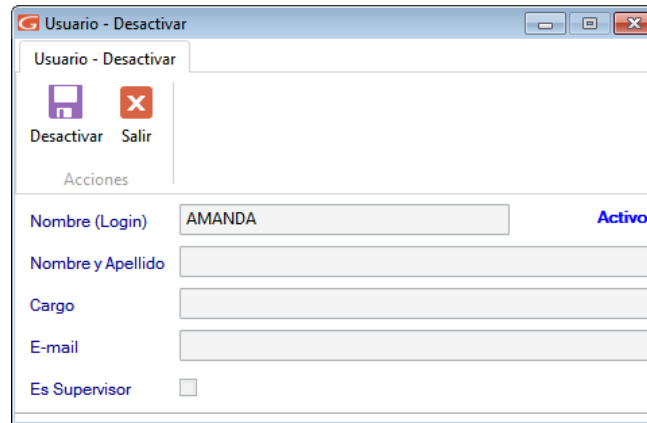 Usuario - Desactivar
Usuario - Desactivar
Desactivar Salir
Acciones
Nombre (Login) AMANDA Activo
Nombre y Apellido
Cargo
E-mail
Es Supervisor